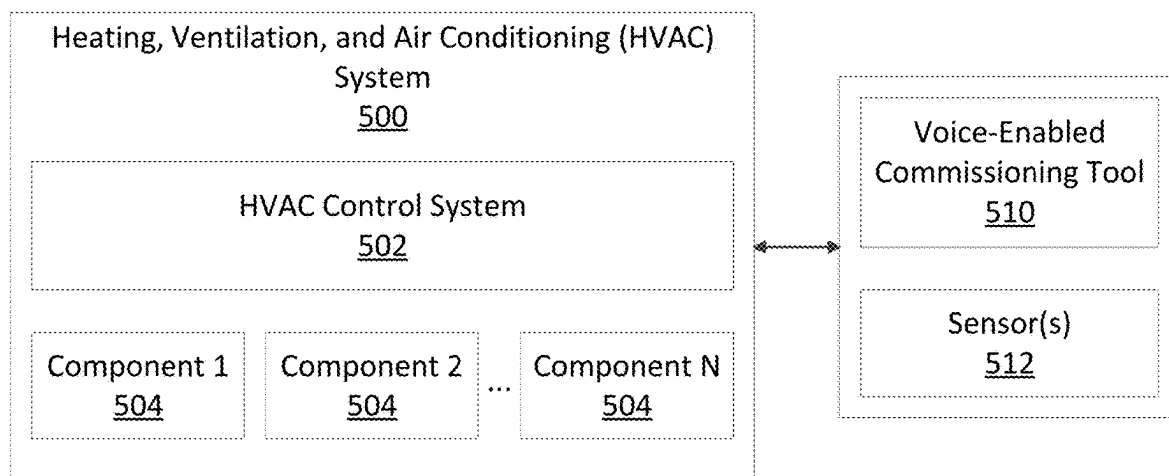 Heating, Ventilation, and Air Conditioning (HVAC)
System
500
HVAC Control System
502
Component 1
504
Component 2
504
...
Component N
504
Voice-Enabled
Commissioning Tool
510
Sensor(s)
512